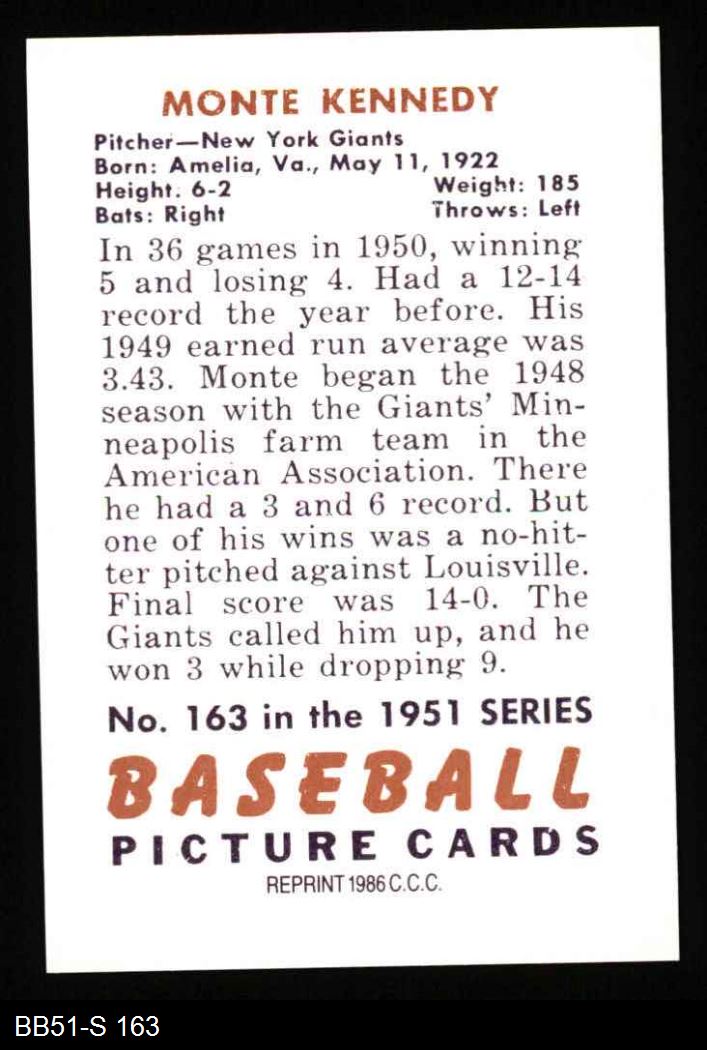 MONTE KENNEDY
Pitcher—New York Giants
Born: Amelia, Va., May 11, 1922
Height: 6-2 Weight: 185
Bats: Right Throws: Left
In 36 games in 1950, winning
5 and losing 4. Had a 12-14
record the year before. His
1949 earned run average was
3.43. Monte began the 1948
season with the Giants' Min-
neapolis farm team in the
American Association. There
he had a 3 and 6 record. But
one of his wins was a no-hit-
ter pitched against Louisville.
Final score was 14-0. The
Giants called him up, and he
won 3 while dropping 9.
No. 163 in the 1951 SERIES
BASEBALL
PICTURE CARDS
REPRINT 1986 C.C.C.
BB51-S 163